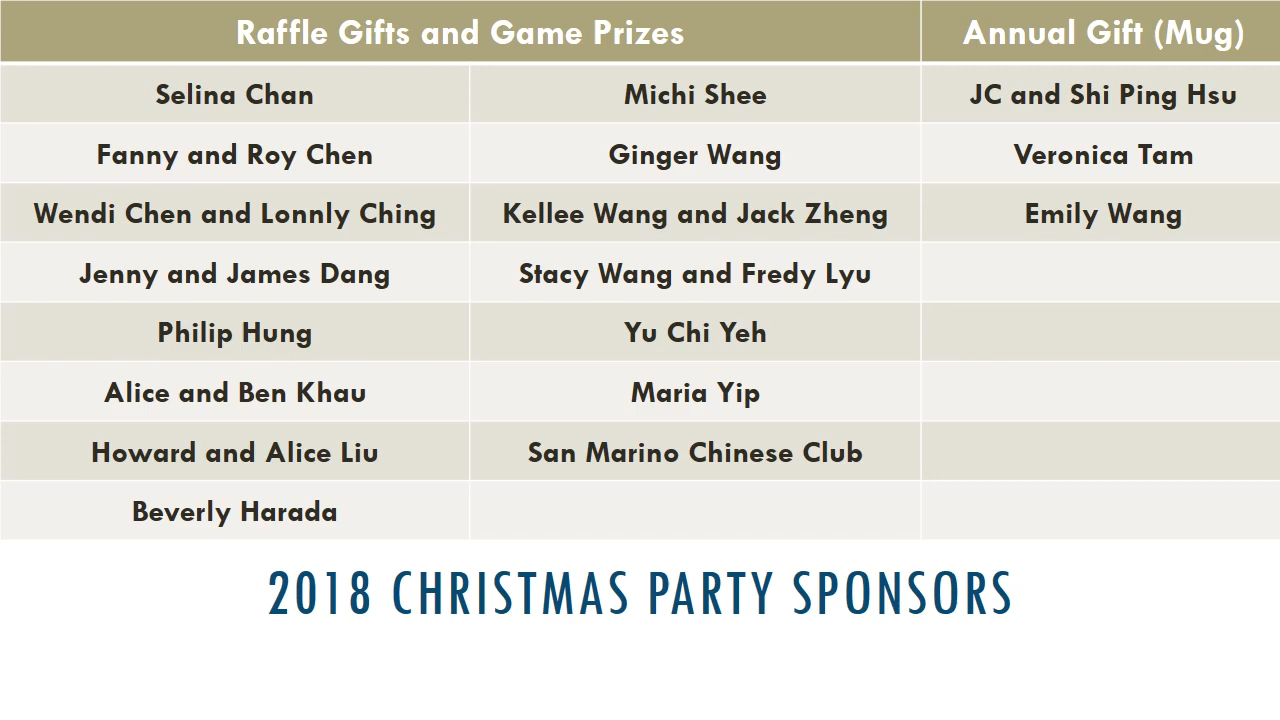 Raffle Gifts and Game Prizes Annual Gift (Mug)
Selina Chan Michi Shee JC and Shi Ping Hsu
Fanny and Roy Chen Ginger Wang Veronica Tam
Wendi Chen and Lonnly Ching Kellee Wang and Jack Zheng Emily Wang
Jenny and James Dang Stacy Wang and Fredy Lyu
Philip Hung Yu Chi Yeh
Alice and Ben Khau Maria Yip
Howard and Alice Liu San Marino Chinese Club
Beverly Harada
2018 CHRISTMAS PARTY SPONSORS